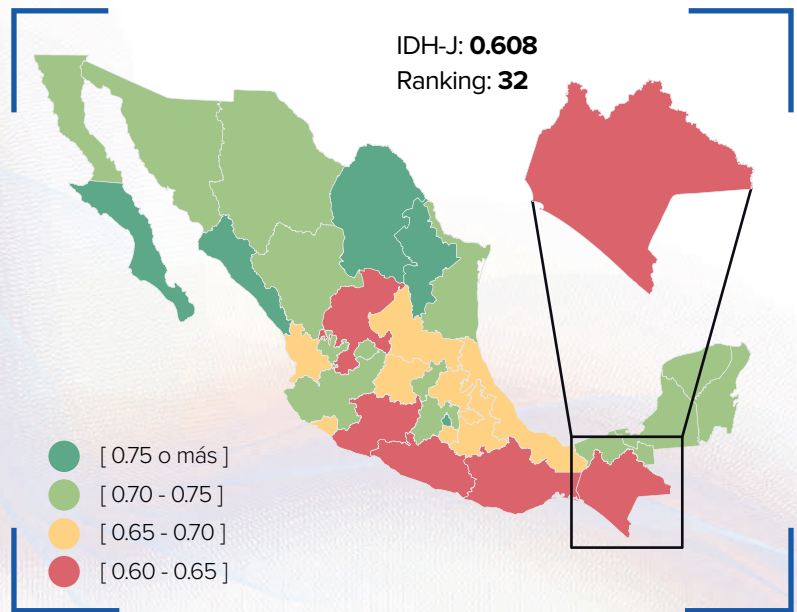 IDH-J: 0.608
Ranking: 32
[ 0.75 o más ]
[ 0.70 - 0.75 ]
[ 0.65 - 0.70 ]
[ 0.60 - 0.65 ]